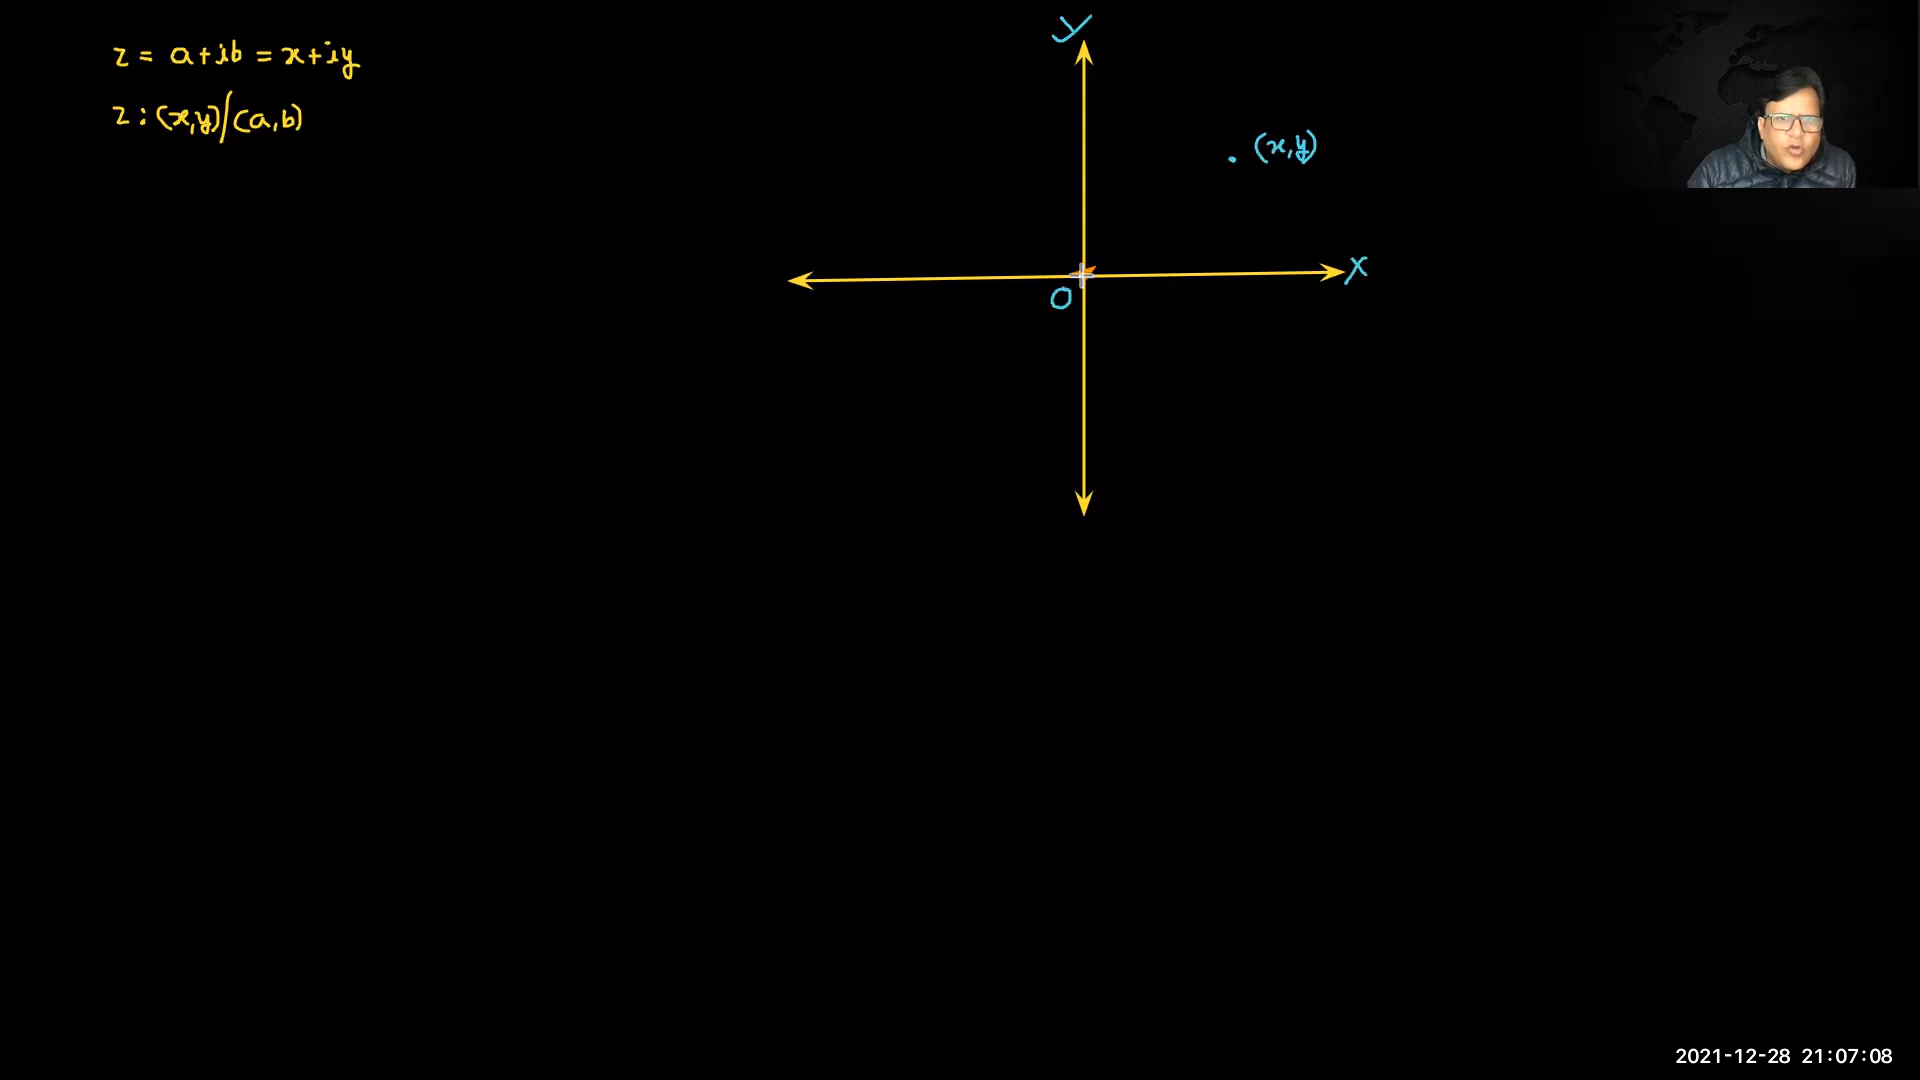 z = a+ib = x+iy
z : (x,y)/(a,b)
y
(x,y)
X
O
2021-12-28 21:07:08